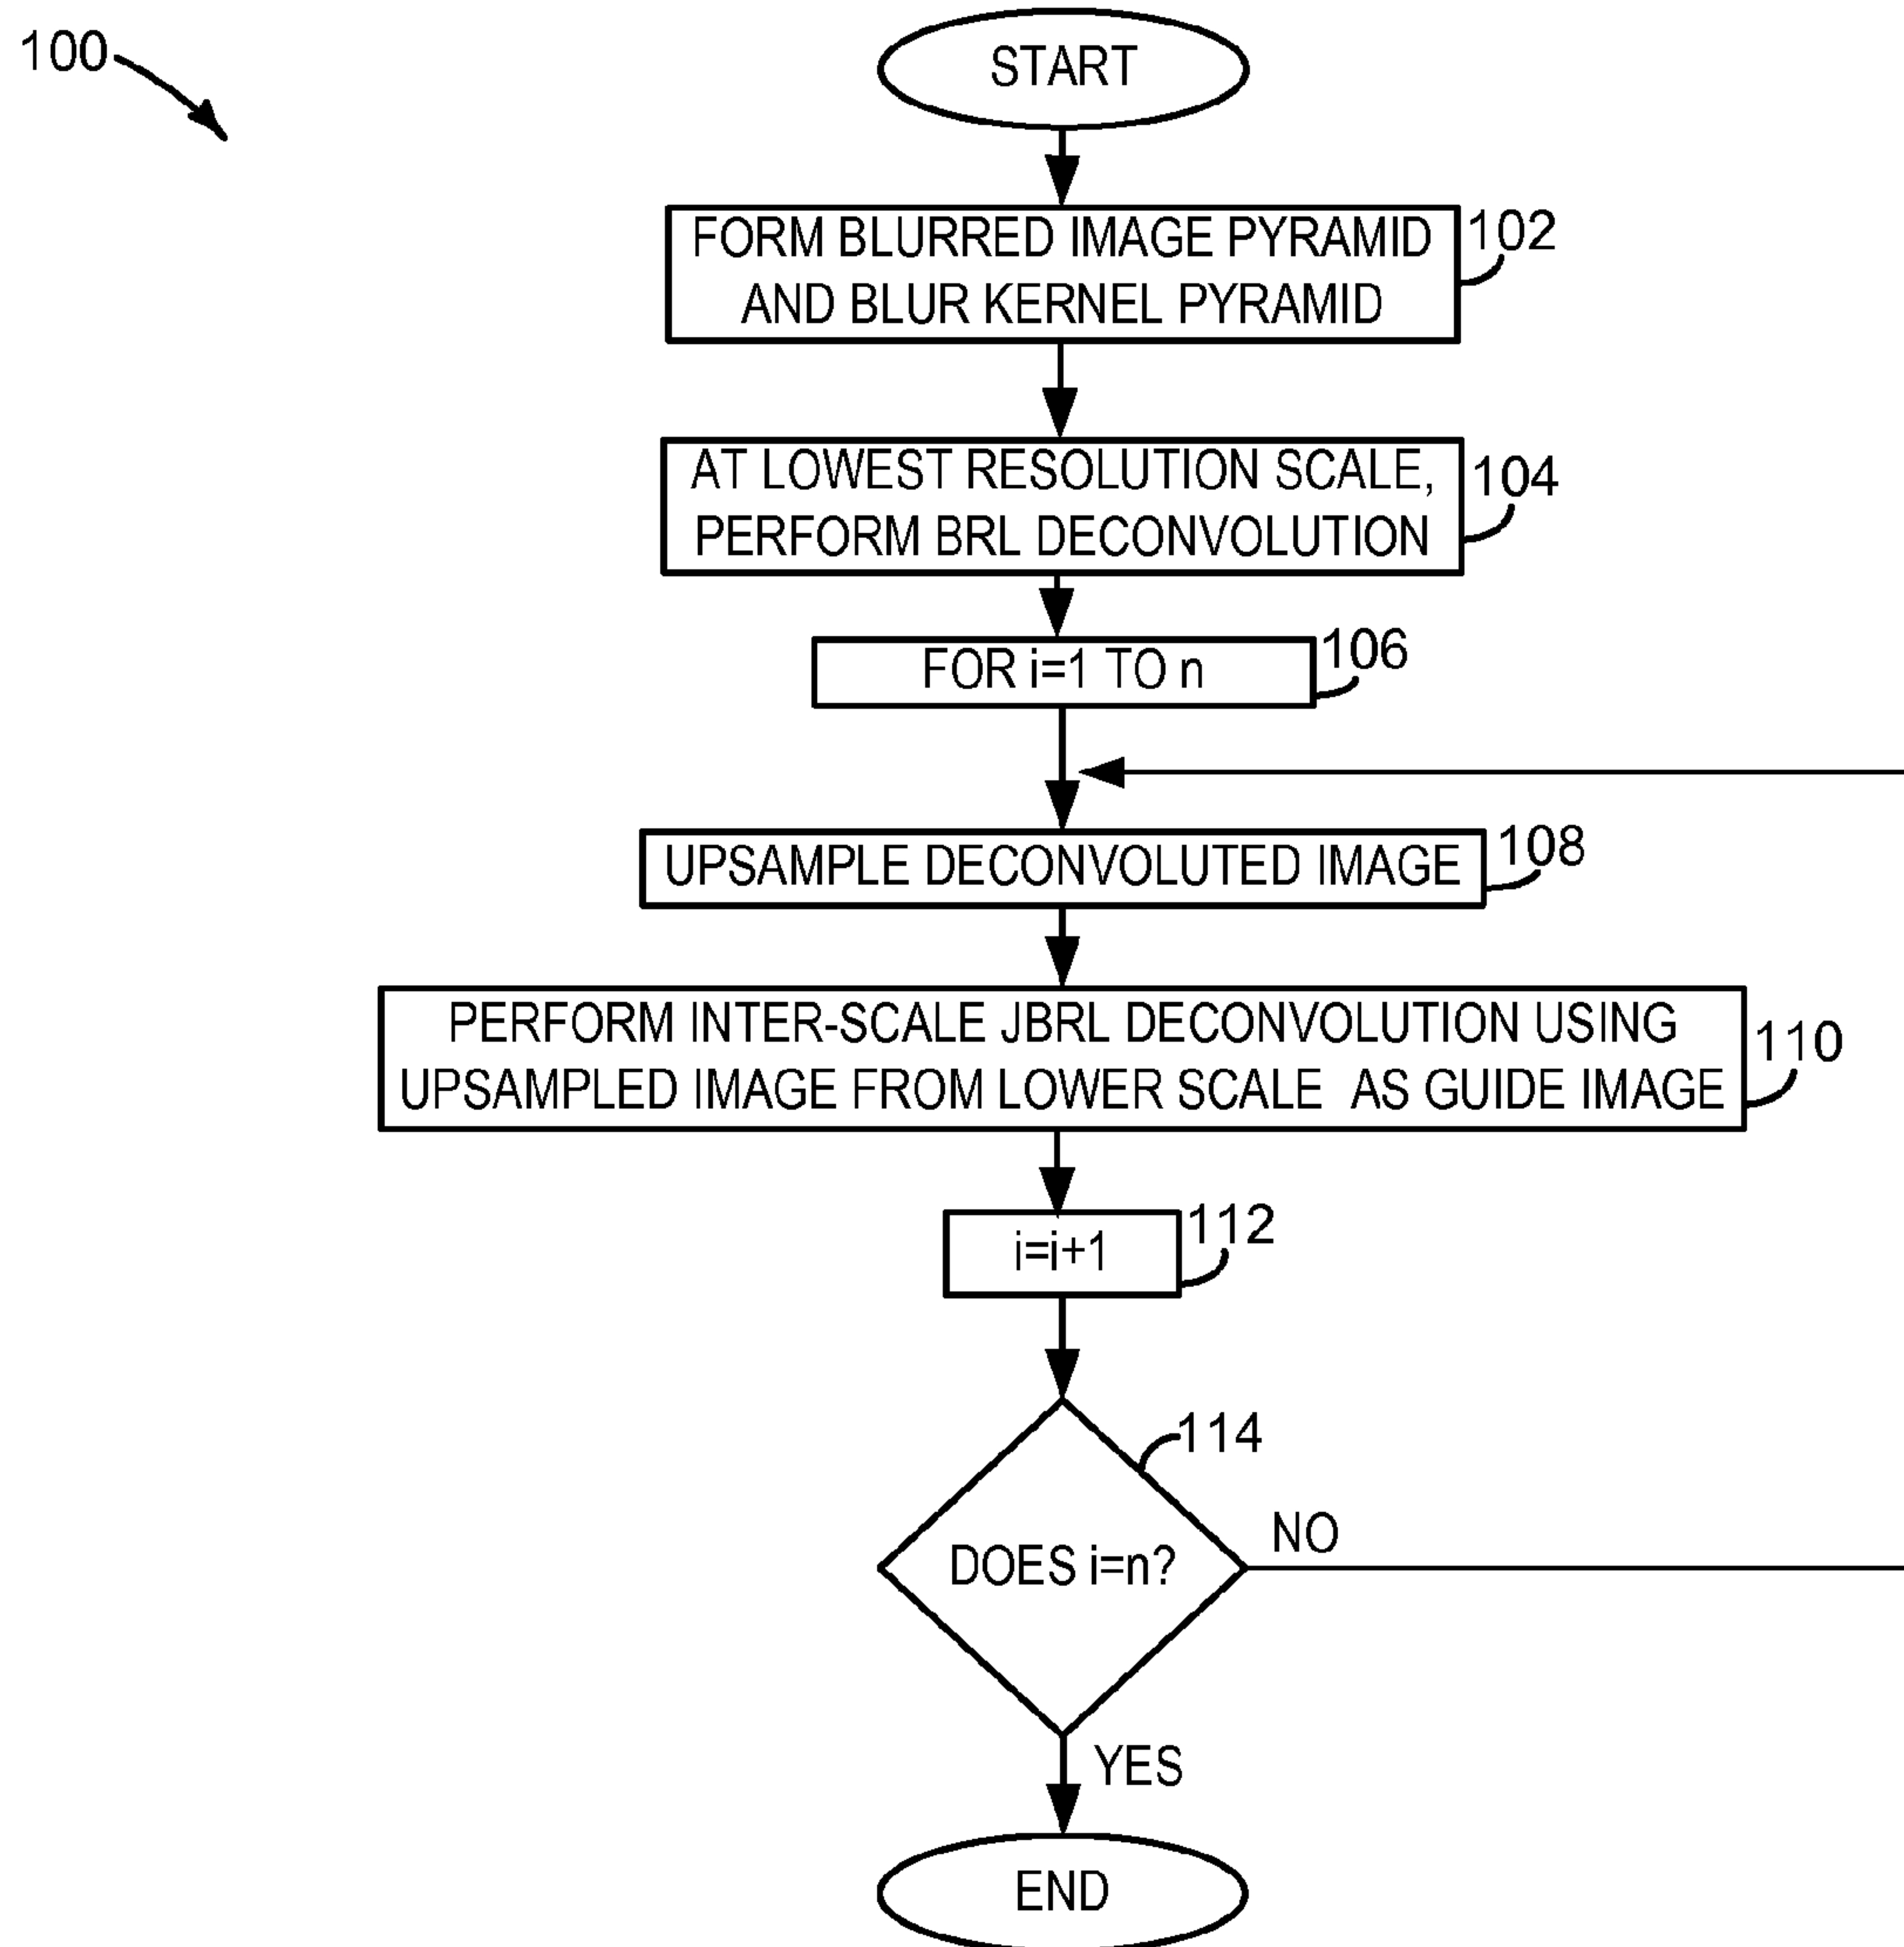 100
START
FORM BLURRED IMAGE PYRAMID
AND BLUR KERNEL PYRAMID
102
AT LOWEST RESOLUTION SCALE,
PERFORM BRL DECONVOLUTION
104
FOR i=1 TO n
106
UPSAMPLE DECONVOLUTED IMAGE
108
PERFORM INTER-SCALE JBRL DECONVOLUTION USING
UPSAMPLED IMAGE FROM LOWER SCALE AS GUIDE IMAGE
110
i=i+1
112
114
DOES i=n?
NO
YES
END